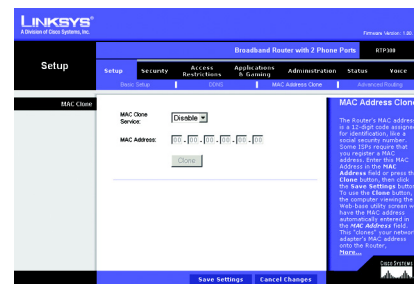 LINKSYS®
A Division of Cisco Systems, Inc.
Firmware Version: 1.00
Broadband Router with 2 Phone Ports
RTP300
Setup
Setup
Security
Access Restrictions
Applications & Gaming
Administration
Status
Voice
Basic Setup
DDNS
MAC Address Clone
Advanced Routing
MAC Clone
MAC Clone Service:
Disable
MAC Address:
00 . 00 . 00 . 00 . 00 . 00
Clone
MAC Address Clone
The Router's MAC address
is a 12-digit code assigned
for identification, like a
social security number.
Some ISPs require that
you register a MAC
address. Enter this MAC
Address in the MAC
Address field or press the
Clone button, then click
the Save Settings button.
To use the Clone button,
the computer viewing the
Web-base utility screen w
have the MAC address
automatically entered in
the MAC Address field.
This "clones" your network
adapter's MAC address
onto the Router.
More...
Save Settings
Cancel Changes
CISCO SYSTEMS